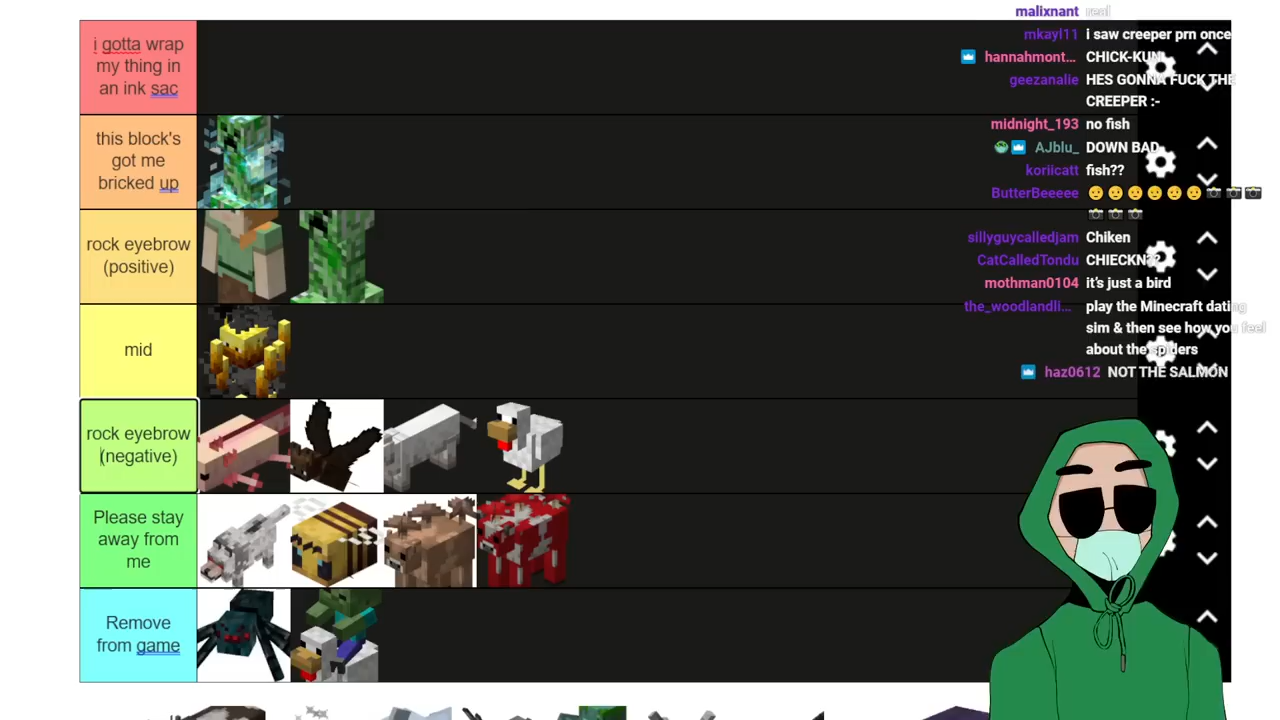 i gotta wrap
my thing in
an ink sac
this block's
got me
bricked up
rock eyebrow
(positive)
mid
rock eyebrow
(negative)
Please stay
away from
me
Remove
from game
malixnant real
mkayl11 i saw creeper prn once
hannahmont... CHICK-KUN
geezanalie HES GONNA FUCK THE
CREEPER :-
midnight_193 no fish
AJblu_ DOWN BAD
koriicatt fish??
ButterBeeeee
sillyguycalledjam Chiken
CatCalledTondu CHIECKN??
mothman0104 it's just a bird
the_woodlandli... play the Minecraft dating
sim & then see how you feel
about the spiders
haz0612 NOT THE SALMON